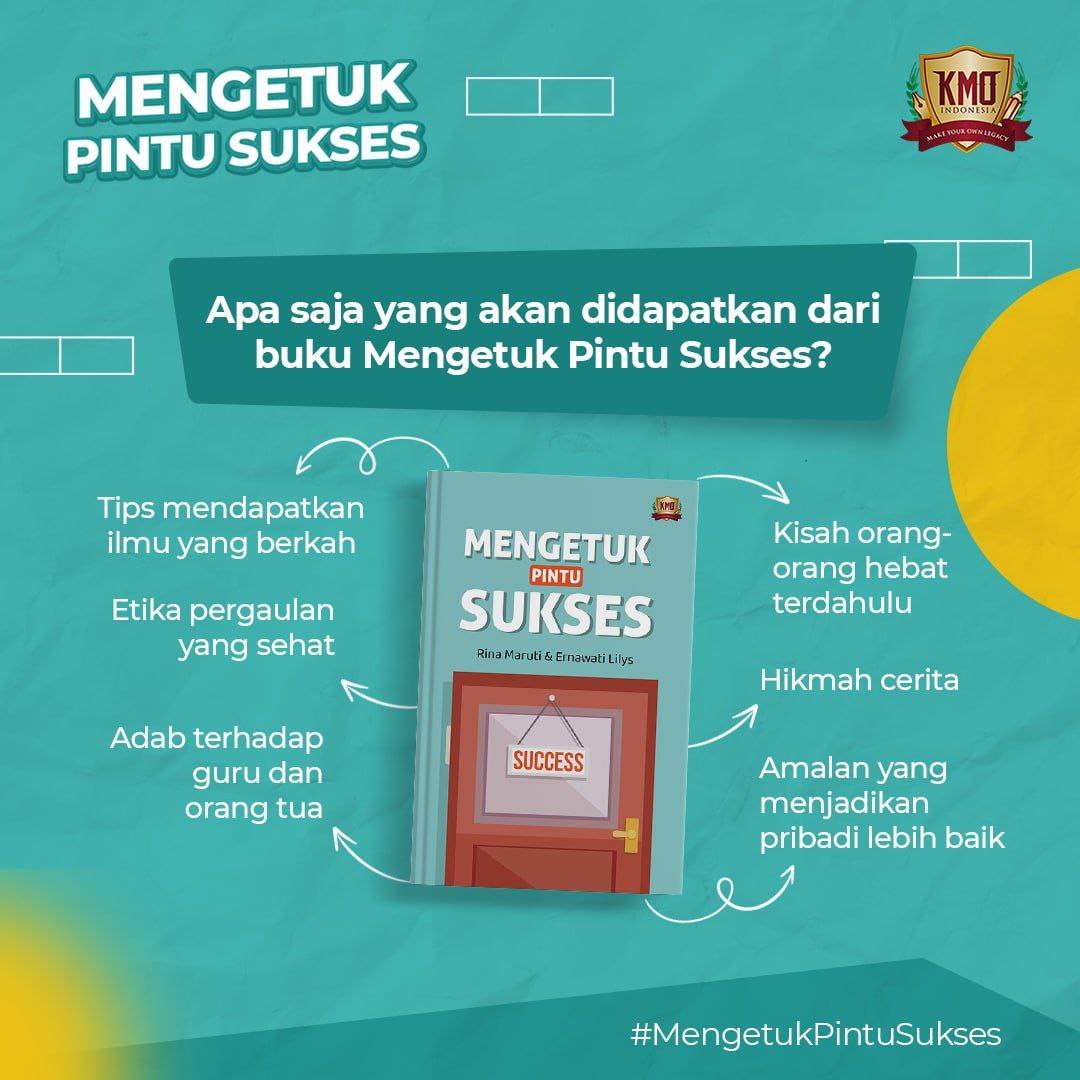 MENGETUK
PINTU SUKSES
KMO
INDONESIA
MAKE YOUR OWN LEGACY
Apa saja yang akan didapatkan dari
buku Mengetuk Pintu Sukses?
Tips mendapatkan
ilmu yang berkah
Etika pergaulan
yang sehat
Adab terhadap
guru dan
orang tua
KMO
MENGETUK
PINTU
SUKSES
Rina Maruti & Ernawati Lilys
SUCCESS
Kisah orang-
orang hebat
terdahulu
Hikmah cerita
Amalan yang
menjadikan
pribadi lebih baik
#MengetukPintuSukses